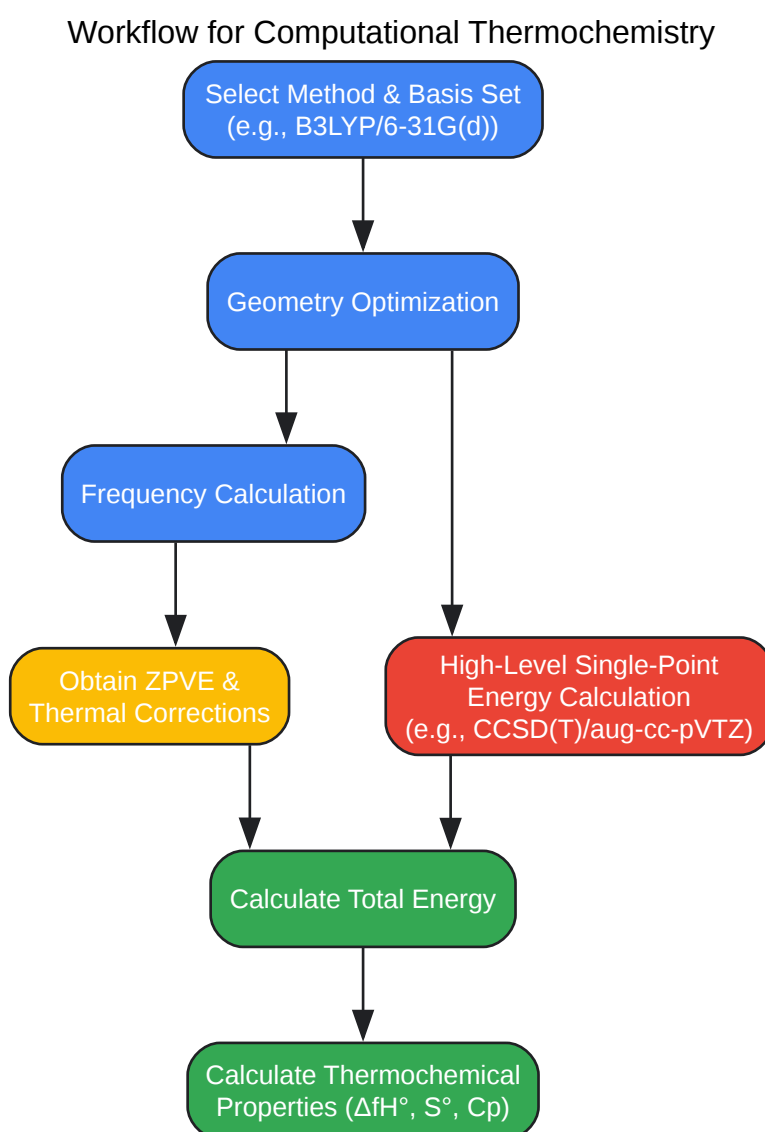 Workflow for Computational Thermochemistry
Select Method & Basis Set
(e.g., B3LYP/6-31G(d))
Geometry Optimization
Frequency Calculation
Obtain ZPVE &
Thermal Corrections
High-Level Single-Point
Energy Calculation
(e.g., CCSD(T)/aug-cc-pVTZ)
Calculate Total Energy
Calculate Thermochemical
Properties (ΔfH°, S°, Cp)